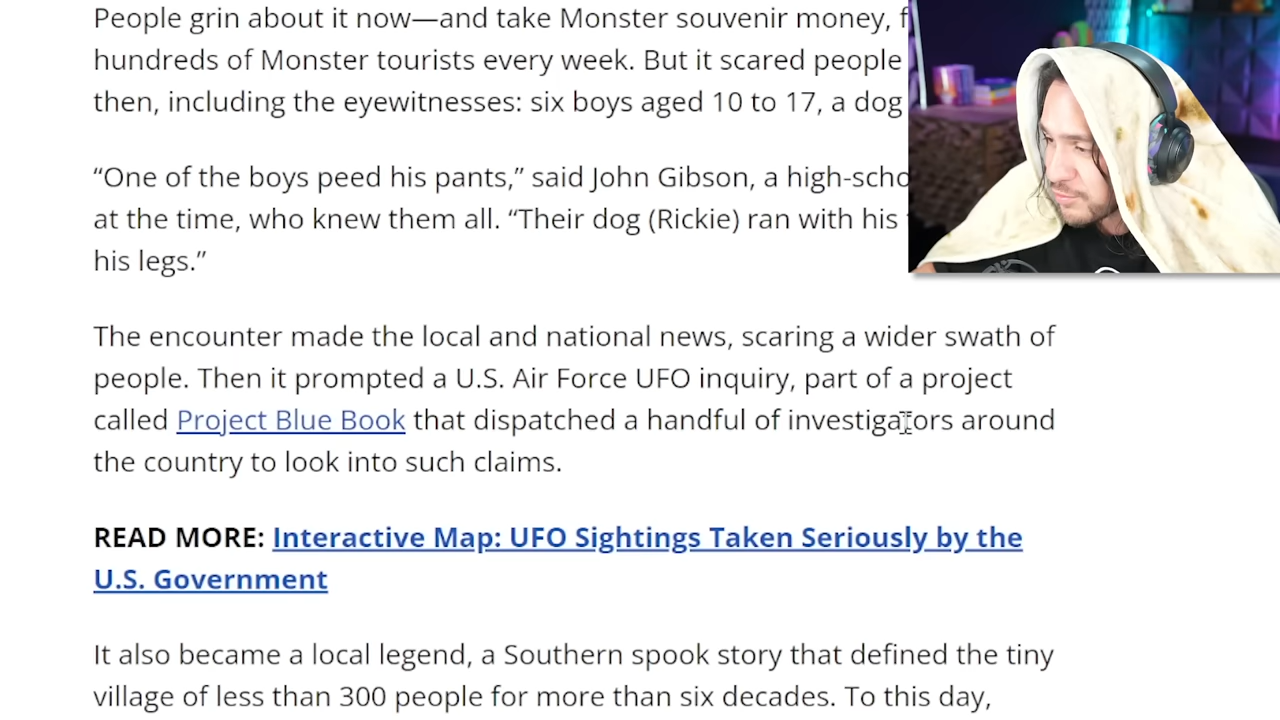 People grin about it now—and take Monster souvenir money, f
hundreds of Monster tourists every week. But it scared people
then, including the eyewitnesses: six boys aged 10 to 17, a dog
“One of the boys peed his pants,” said John Gibson, a high-scho
at the time, who knew them all. “Their dog (Rickie) ran with his
his legs.”
The encounter made the local and national news, scaring a wider swath of
people. Then it prompted a U.S. Air Force UFO inquiry, part of a project
called Project Blue Book that dispatched a handful of investigators around
the country to look into such claims.
READ MORE: Interactive Map: UFO Sightings Taken Seriously by the
U.S. Government
It also became a local legend, a Southern spook story that defined the tiny
village of less than 300 people for more than six decades. To this day,